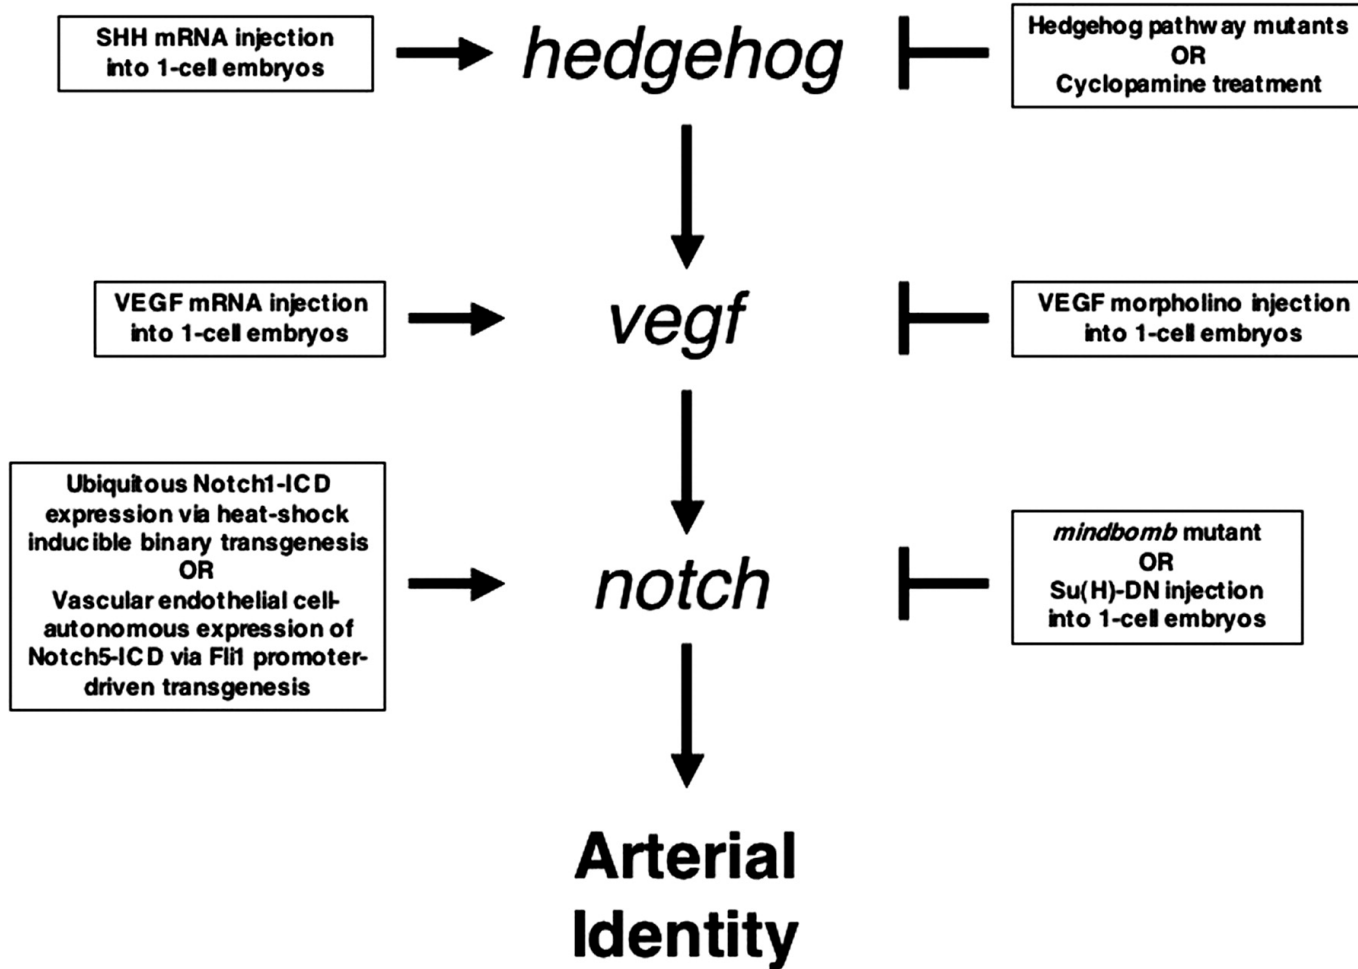 SHH mRNA injection
into 1-cell embryos
hedgehog
Hedgehog pathway mutants
OR
Cyclopamine treatment
VEGF mRNA injection
into 1-cell embryos
vegf
VEGF morpholino injection
into 1-cell embryos
Ubiquitous Notch1-ICD
expression via heat-shock
inducible binary transgenesis
OR
Vascular endothelial cell-
autonomous expression of
Notch5-ICD via Fli1 promoter-
driven transgenesis
notch
mindbomb mutant
OR
Su(H)-DN injection
into 1-cell embryos
Arterial
Identity